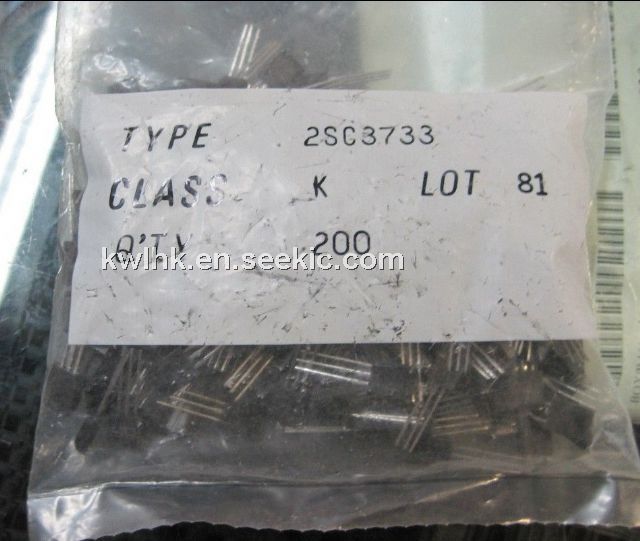 TYPE 2SC3733
CLASS K LOT 81
Q'TY 200
kwlhk.en.seekic.com